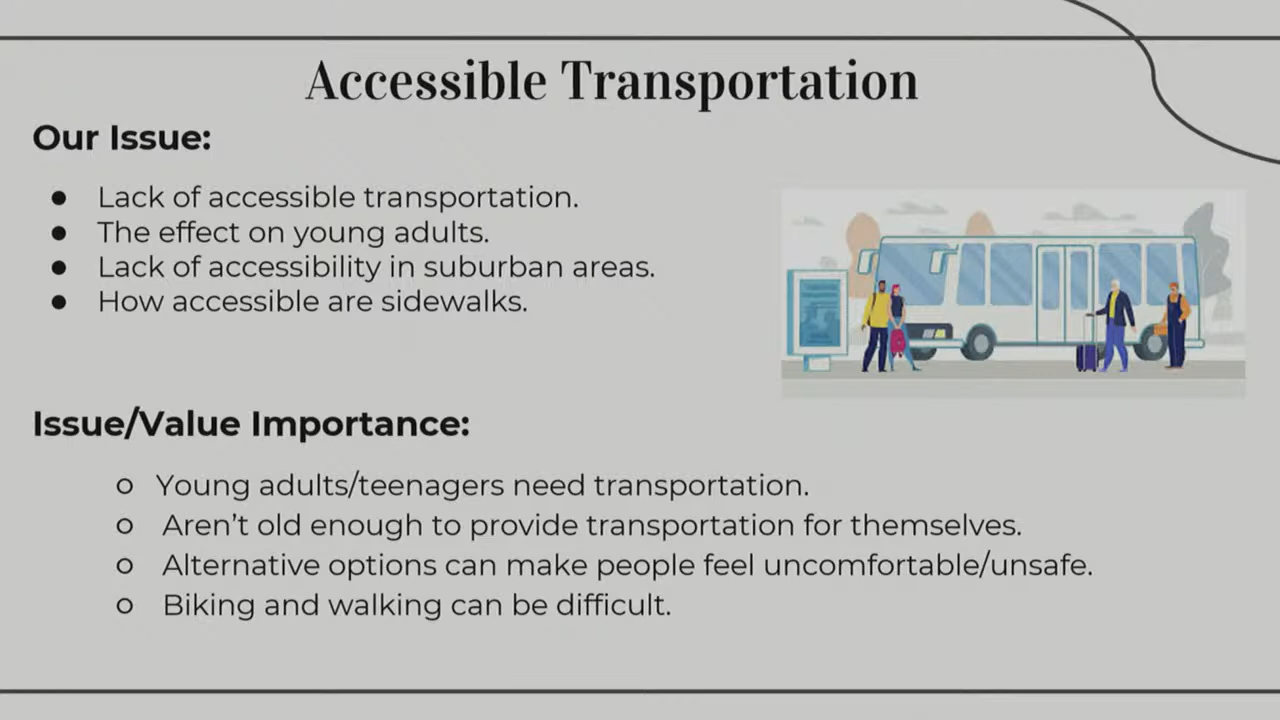 Accessible Transportation
Our Issue:
● Lack of accessible transportation.
● The effect on young adults.
● Lack of accessibility in suburban areas.
● How accessible are sidewalks.
Issue/Value Importance:
○ Young adults/teenagers need transportation.
○ Aren't old enough to provide transportation for themselves.
○ Alternative options can make people feel uncomfortable/unsafe.
○ Biking and walking can be difficult.